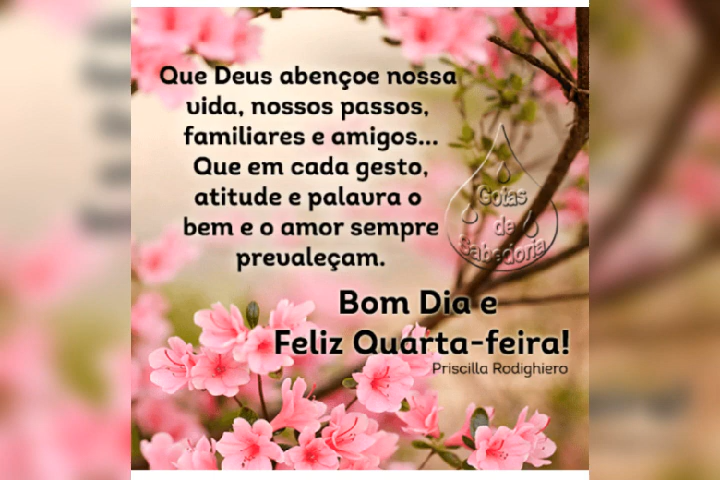 Que Deus abençoe nossa
vida, nossos passos,
familiares e amigos...
Que em cada gesto,
atitude e palavra o
bem e o amor sempre
prevaleçam.
Gotas
de
Sabedoria
Bom Dia e
Feliz Quarta-feira!
Priscilla Rodighiero